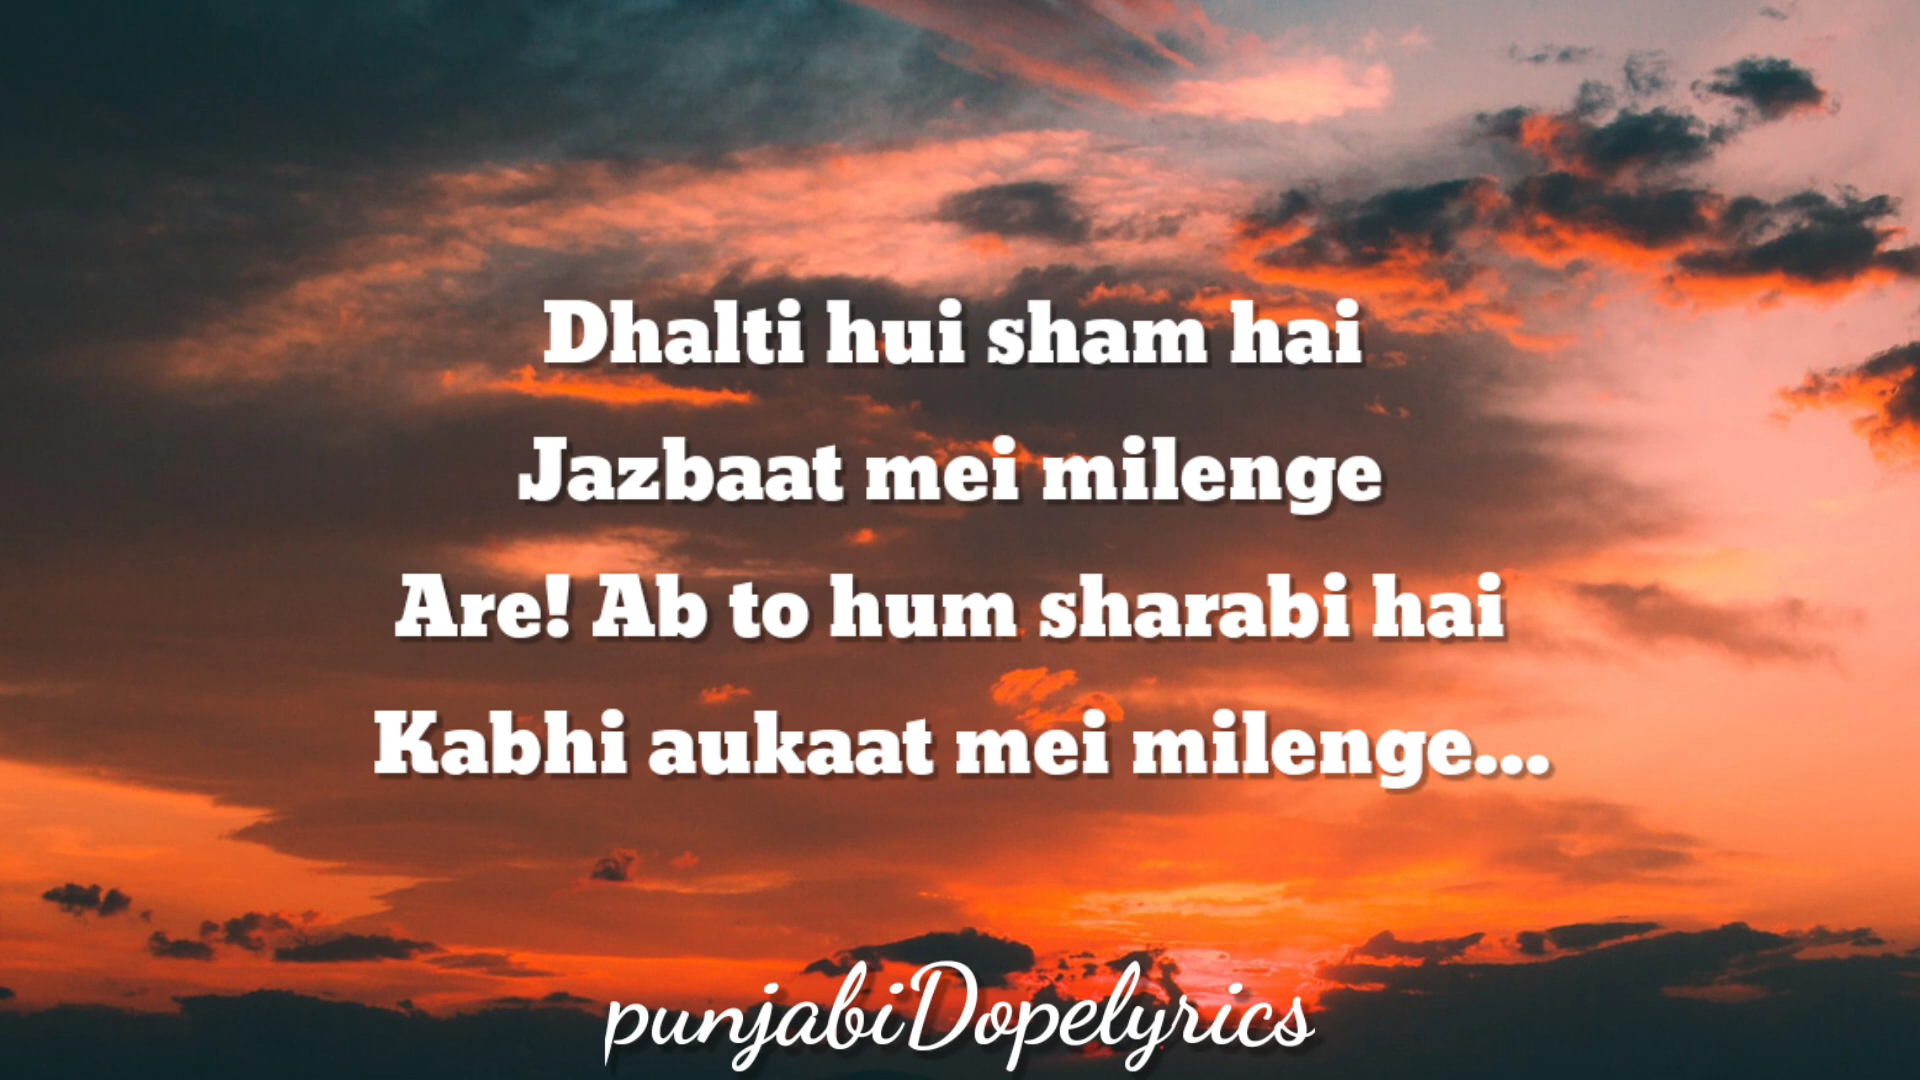 Dhalti hui sham hai
Jazbaat mei milenge
Are! Ab to hum sharabi hai
Kabhi aukaat mei milenge...
punjabiDopelyrics